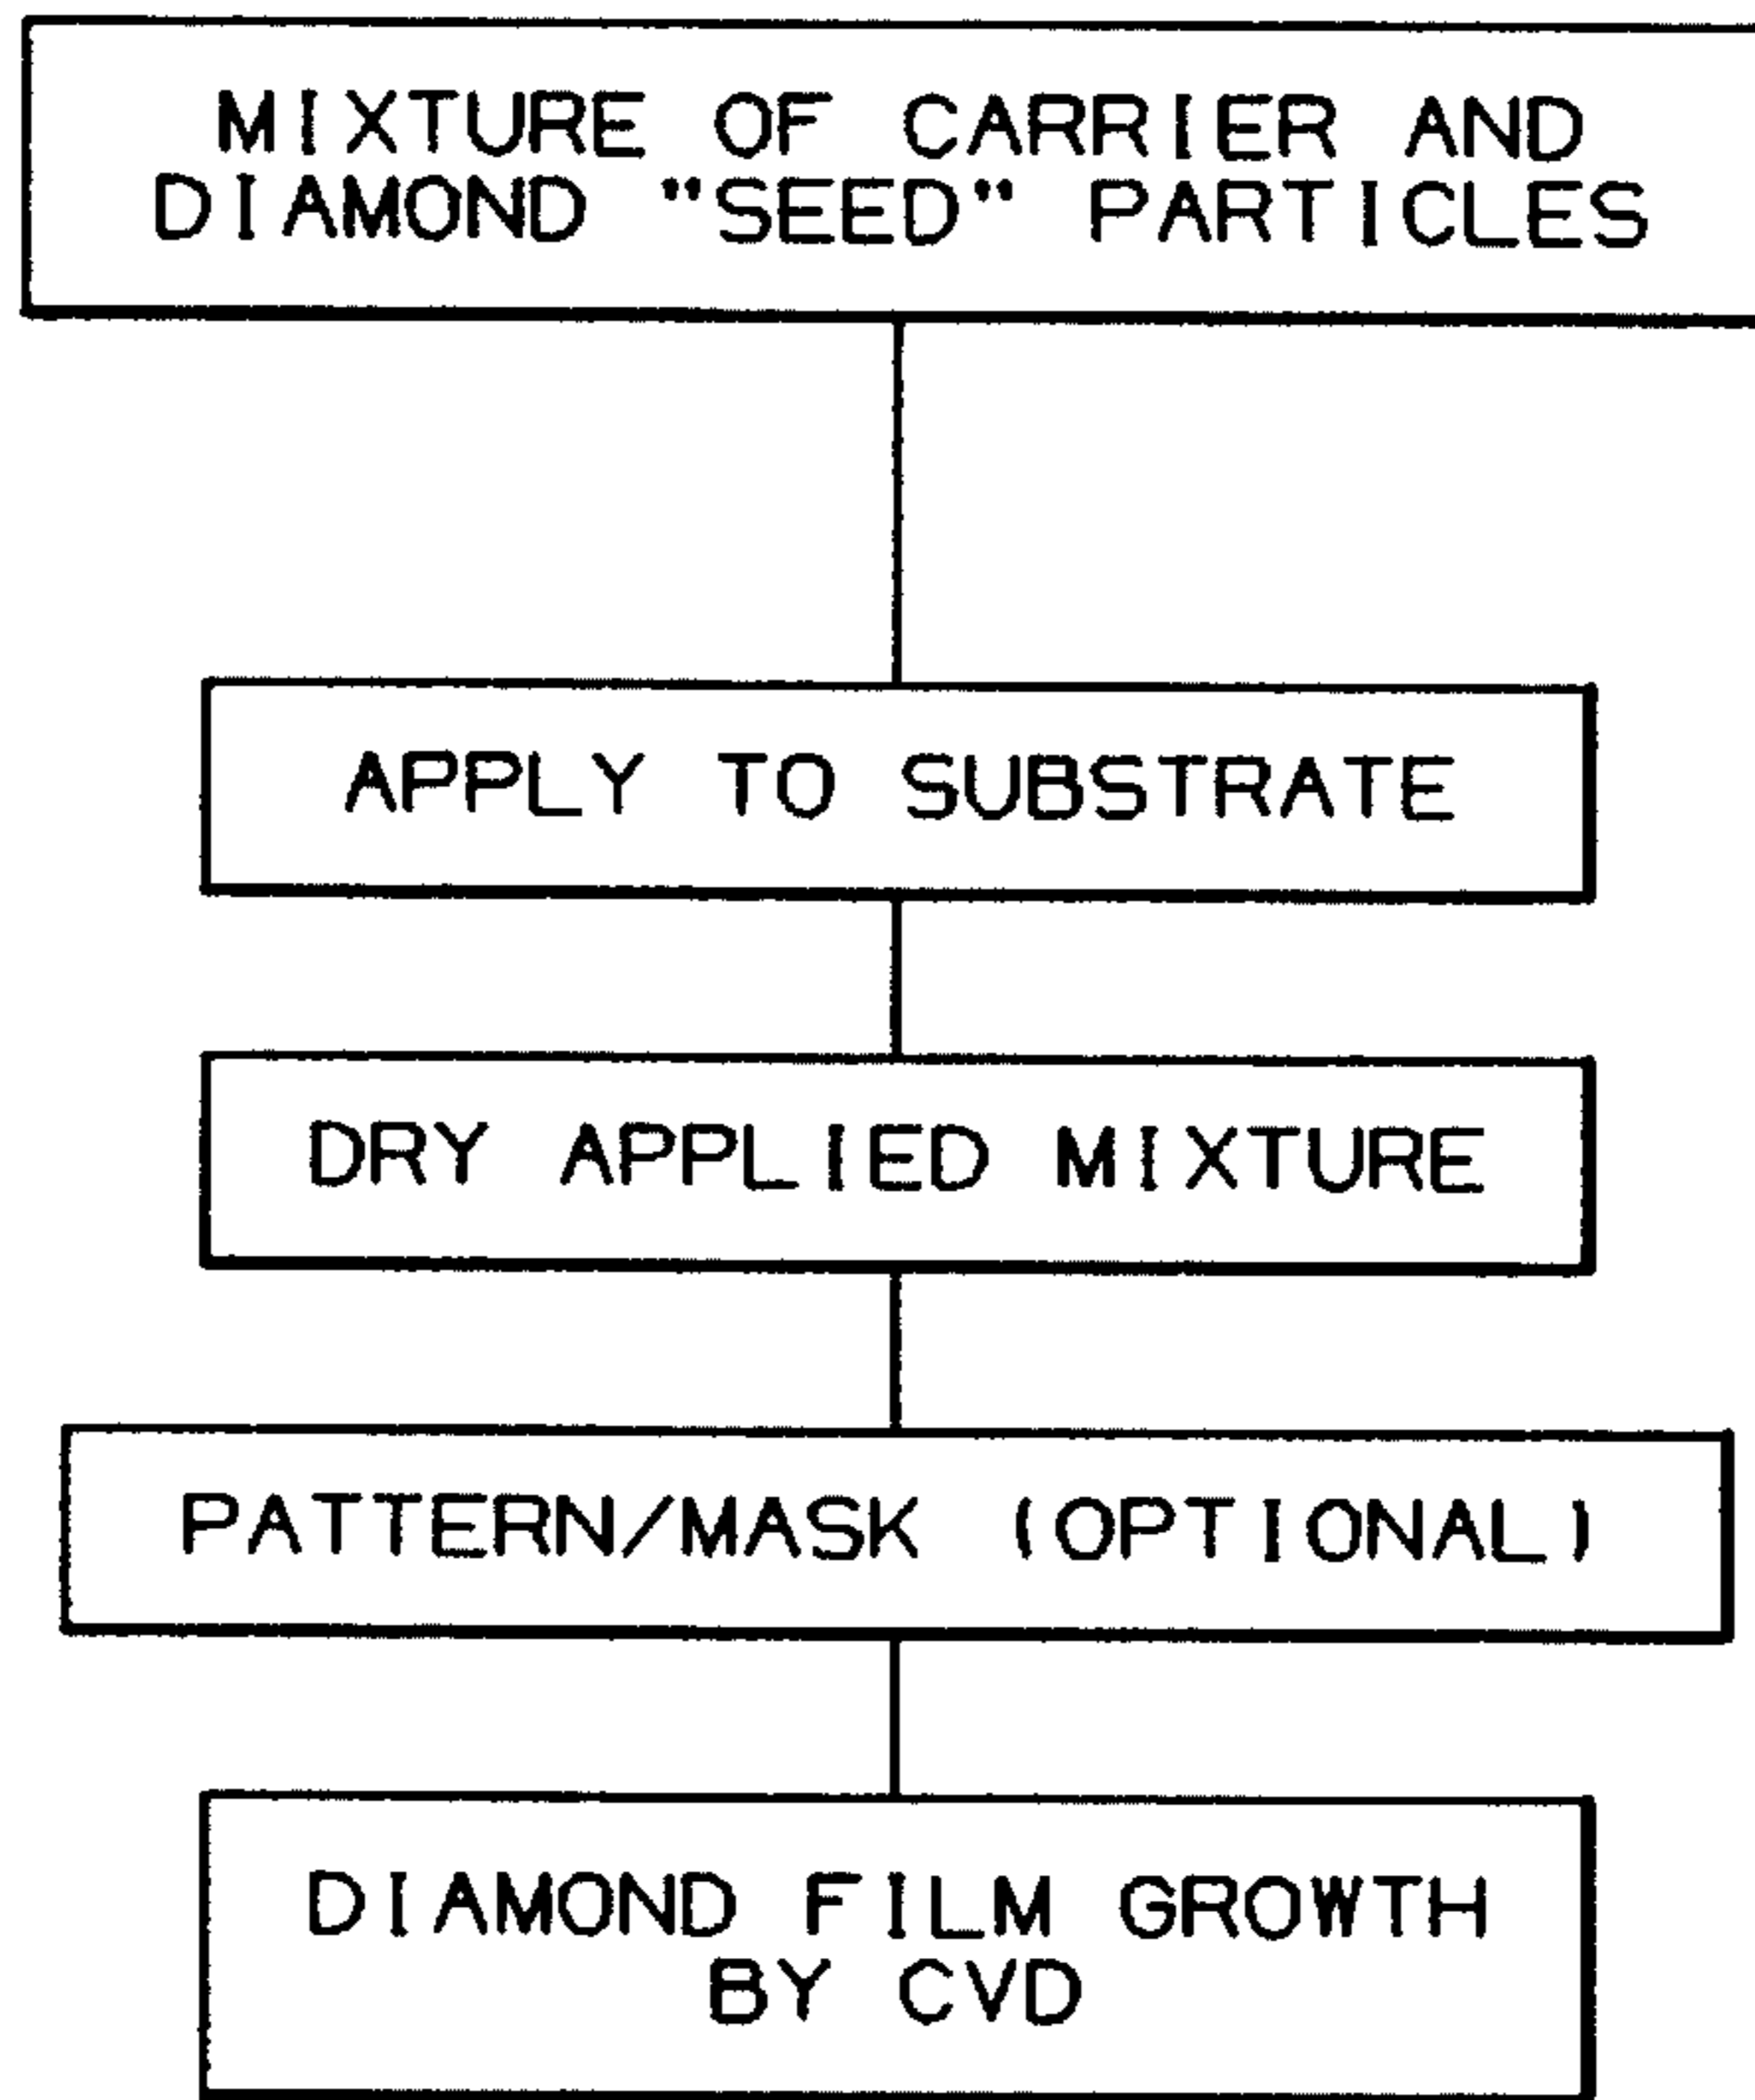 MIXTURE OF CARRIER AND
DIAMOND "SEED" PARTICLES
APPLY TO SUBSTRATE
DRY APPLIED MIXTURE
PATTERN/MASK (OPTIONAL)
DIAMOND FILM GROWTH
BY CVD